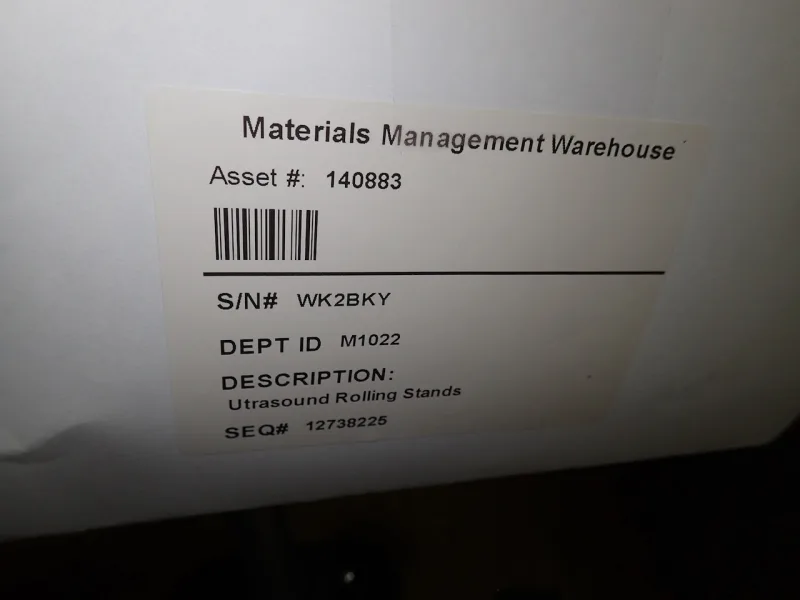 Materials Management Warehouse
Asset #: 140883
S/N# WK2BKY
DEPT ID M1022
DESCRIPTION:
Utrasound Rolling Stands
SEQ# 12738225